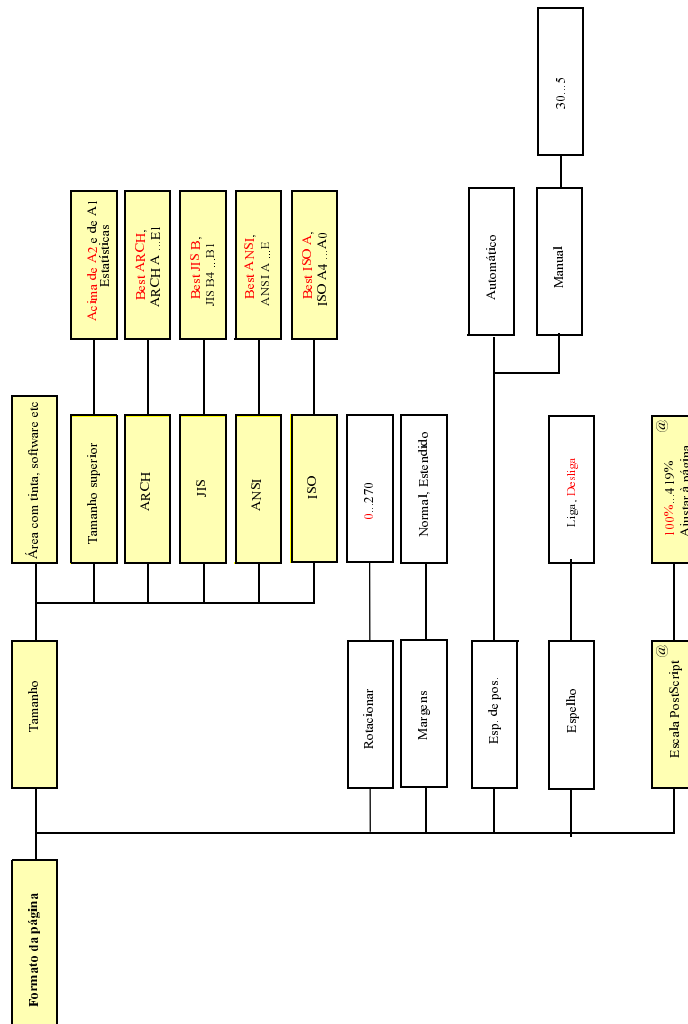 Formato da página
Tamanho
Área com tinta, software etc
Tamanho superior
Acima de A2 e de A1
Estatísticas
ARCH
Best ARCH,
ARCH A ...E1
JIS
Best JIS B,
JIS B4 ...B1
ANSI
Best ANSI,
ANSI A ...E
ISO
Best ISO A,
ISO A4 ...A0
Rotacionar
0...270
Margens
Normal, Estendido
Esp. de pos.
Automático
Manual
30...5
Espelho
Liga, Desliga
Escala PostScript
@
100%...419%
Ajustar à página
@